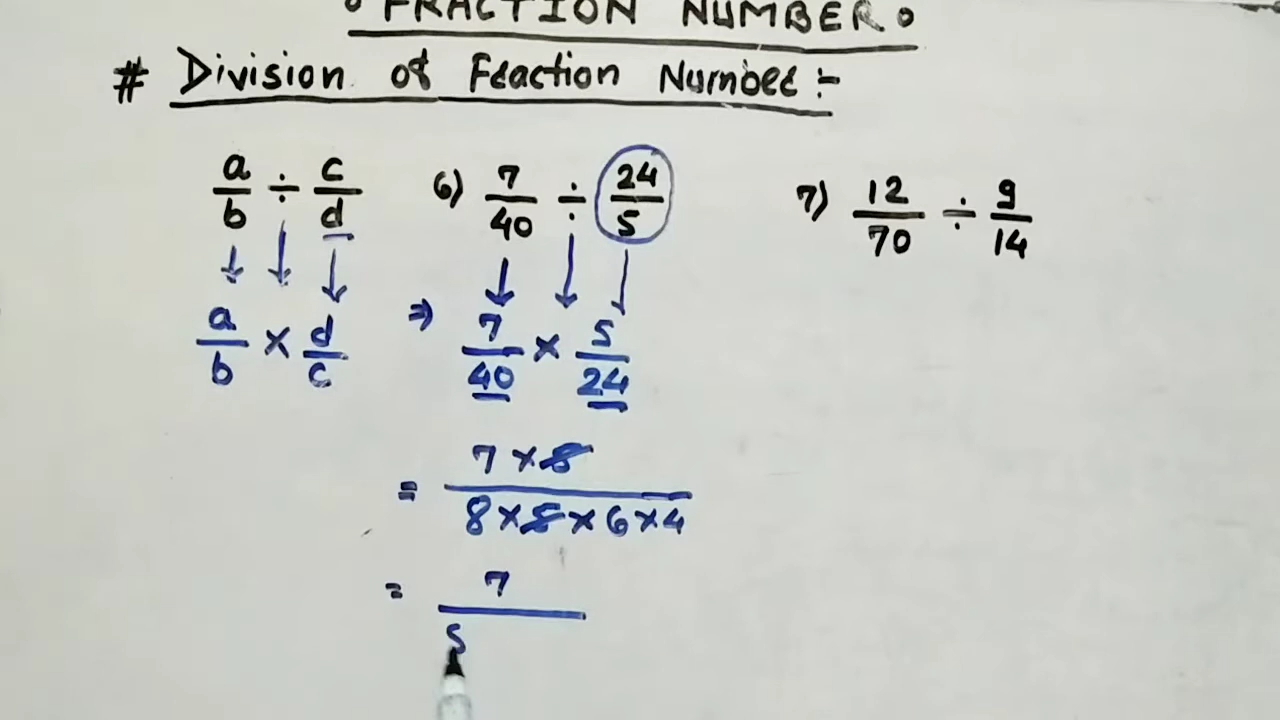 FRACTION NUMBER
# Division of Fraction Number :-
a/b ÷ c/d
a/b × d/c
6) 7/40 ÷ 24/5
⇒ 7/40 × 5/24
= 7 × 5 / 8 × 5 × 6 × 4
= 7 / 5
7) 12/70 ÷ 9/14